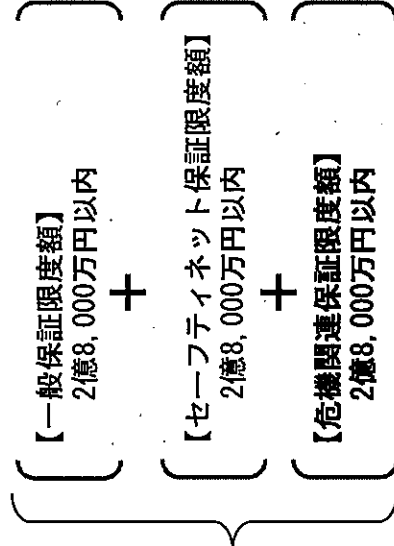 【一般保証限度額】
2億8,000万円以内
＋
【セーフティネット保証限度額】
2億8,000万円以内
＋
【危機関連保証限度額】
2億8,000万円以内